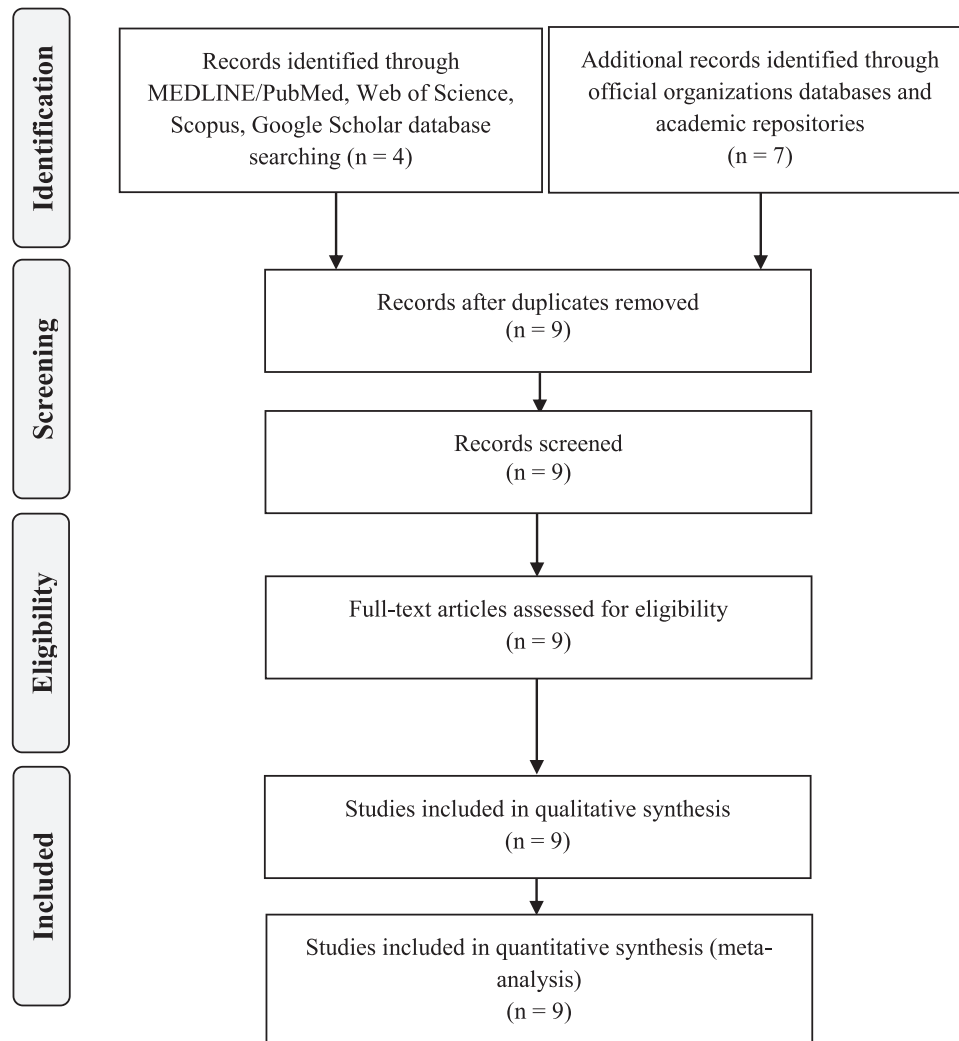 Identification
Records identified through
MEDLINE/PubMed, Web of Science,
Scopus, Google Scholar database
searching (n = 4)
Additional records identified through
official organizations databases and
academic repositories
(n = 7)
Screening
Records after duplicates removed
(n = 9)
Records screened
(n = 9)
Eligibility
Full-text articles assessed for eligibility
(n = 9)
Included
Studies included in qualitative synthesis
(n = 9)
Studies included in quantitative synthesis (meta-
analysis)
(n = 9)